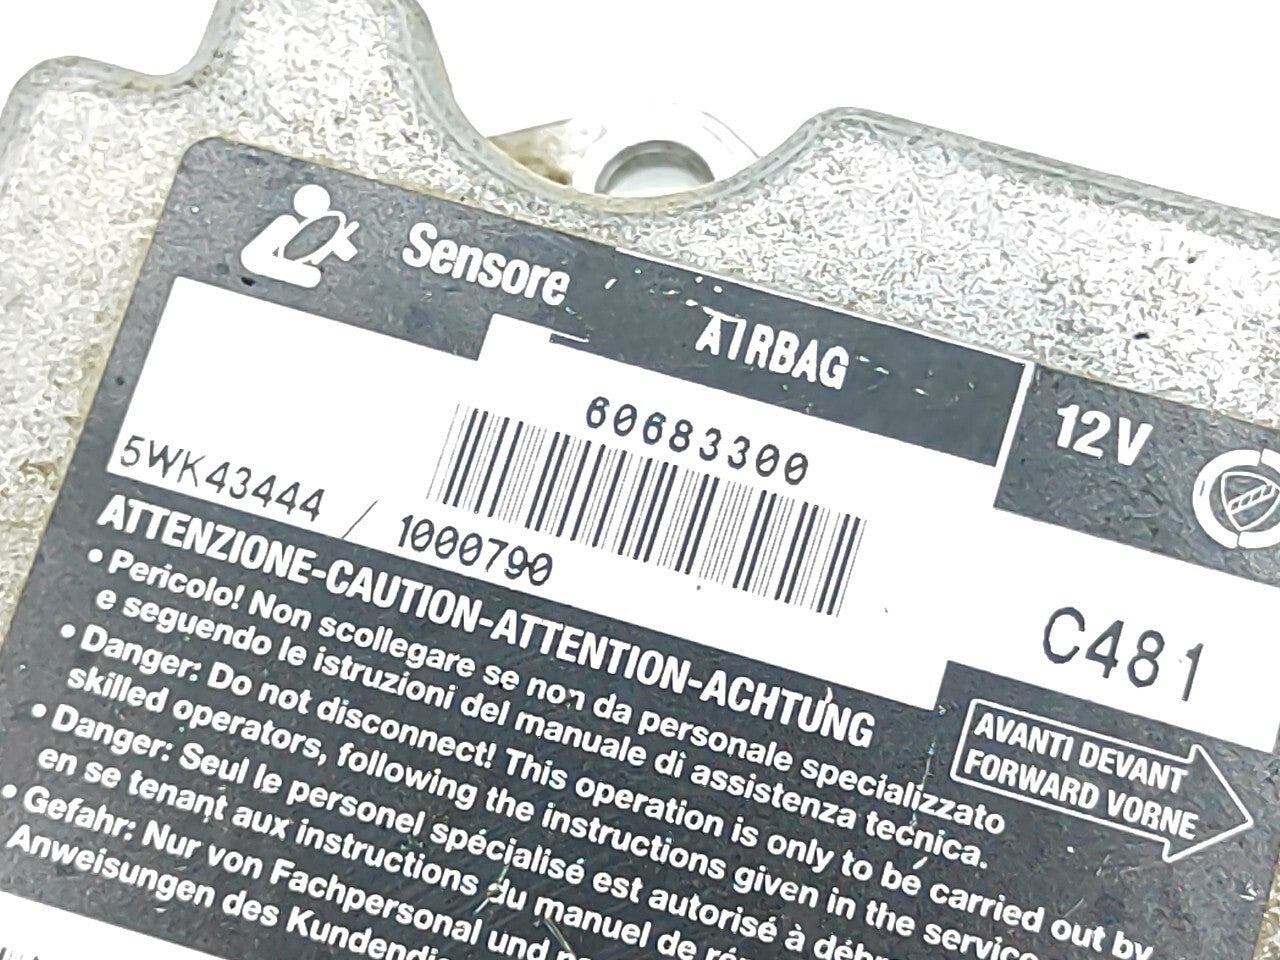 Sensore
AIRBAG
12V
60683300
5WK43444 / 1000790
C481
ATTENZIONE-CAUTION-ATTENTION-ACHTUNG
• Pericolo! Non scollegare se non da personale specializzato
e seguendo le istruzioni del manuale di assistenza tecnica.
• Danger: Do not disconnect! This operation is only to be carried out by
skilled operators, following the instructions given in the service
• Danger: Seul le personel spécialisé est autorisé à débr
en se tenant aux instructions du manuel de rép
• Gefahr: Nur von Fachpersonal und
Anweisungen des Kundendie
AVANTI DEVANT
FORWARD VORNE